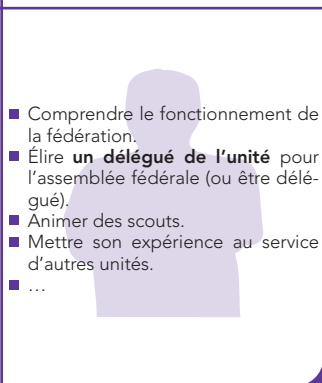 ■ Comprendre le fonctionnement de
la fédération.
■ Élire un délégué de l'unité pour
l'assemblée fédérale (ou être délé-
gué).
■ Animer des scouts.
■ Mettre son expérience au service
d'autres unités.
■ …